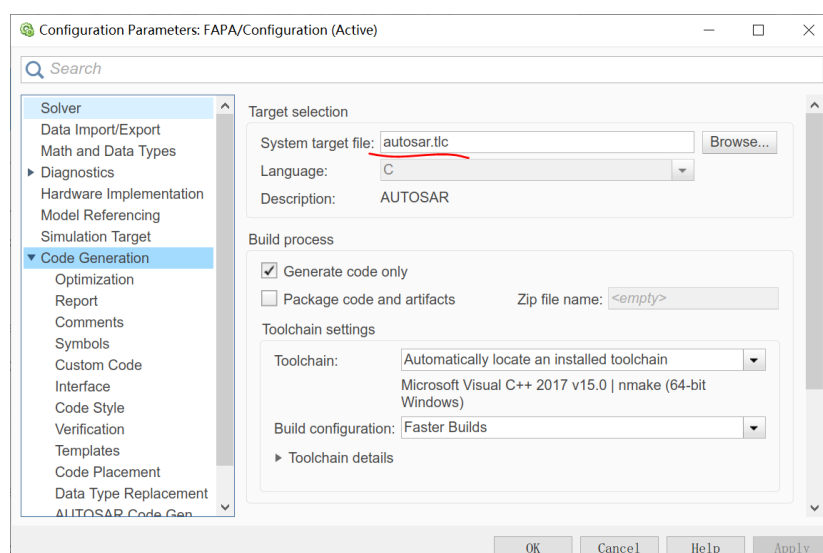 Configuration Parameters: FAPA/Configuration (Active)
Search
Solver
Data Import/Export
Math and Data Types
Diagnostics
Hardware Implementation
Model Referencing
Simulation Target
Code Generation
Optimization
Report
Comments
Symbols
Custom Code
Interface
Code Style
Verification
Templates
Code Placement
Data Type Replacement
AUTOSAR Code Gen
Target selection
System target file: autosar.tlc Browse...
Language: C
Description: AUTOSAR
Build process
Generate code only
Package code and artifacts Zip file name: <empty>
Toolchain settings
Toolchain: Automatically locate an installed toolchain
Microsoft Visual C++ 2017 v15.0 | nmake (64-bit
Windows)
Build configuration: Faster Builds
Toolchain details
OK Cancel Help Apply